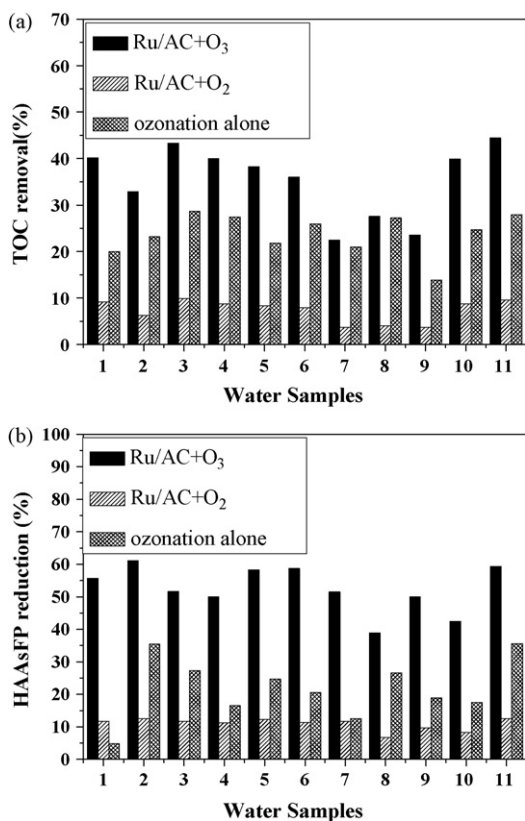 (a)
70
60
50
40
30
20
10
0
TOC removal(%)
Ru/AC+O₃
Ru/AC+O₂
ozonation alone
1 2 3 4 5 6 7 8 9 10 11
Water Samples
(b)
100
90
80
70
60
50
40
30
20
10
0
HAAsFP reduction (%)
Ru/AC+O₃
Ru/AC+O₂
ozonation alone
1 2 3 4 5 6 7 8 9 10 11
Water Samples